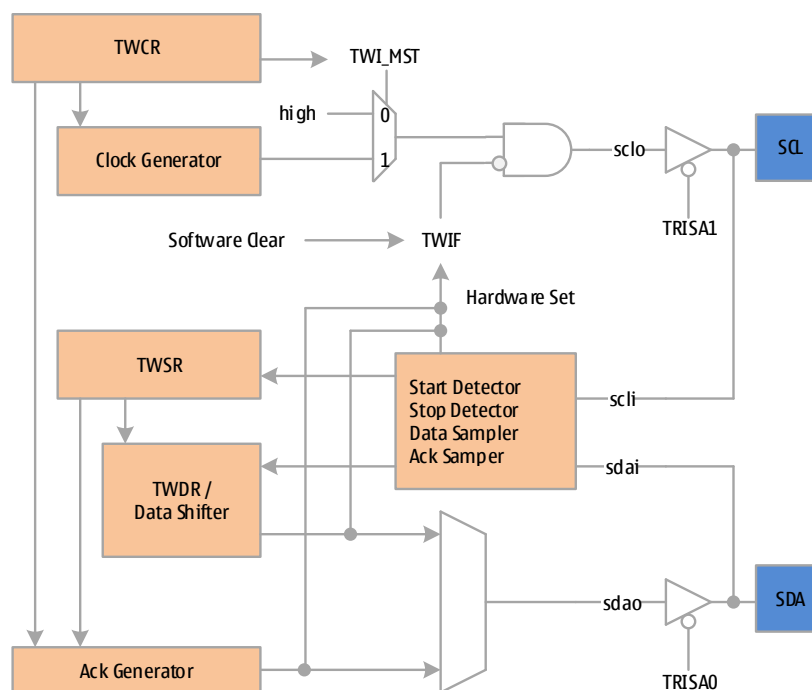 TWCR
TWI_MST
high
0
Clock Generator
1
sclo
SCL
TRISA1
Software Clear
TWIF
Hardware Set
TWSR
Start Detector
Stop Detector
Data Sampler
Ack Samper
scli
sdai
TWDR /
Data Shifter
sdao
SDA
Ack Generator
TRISA0